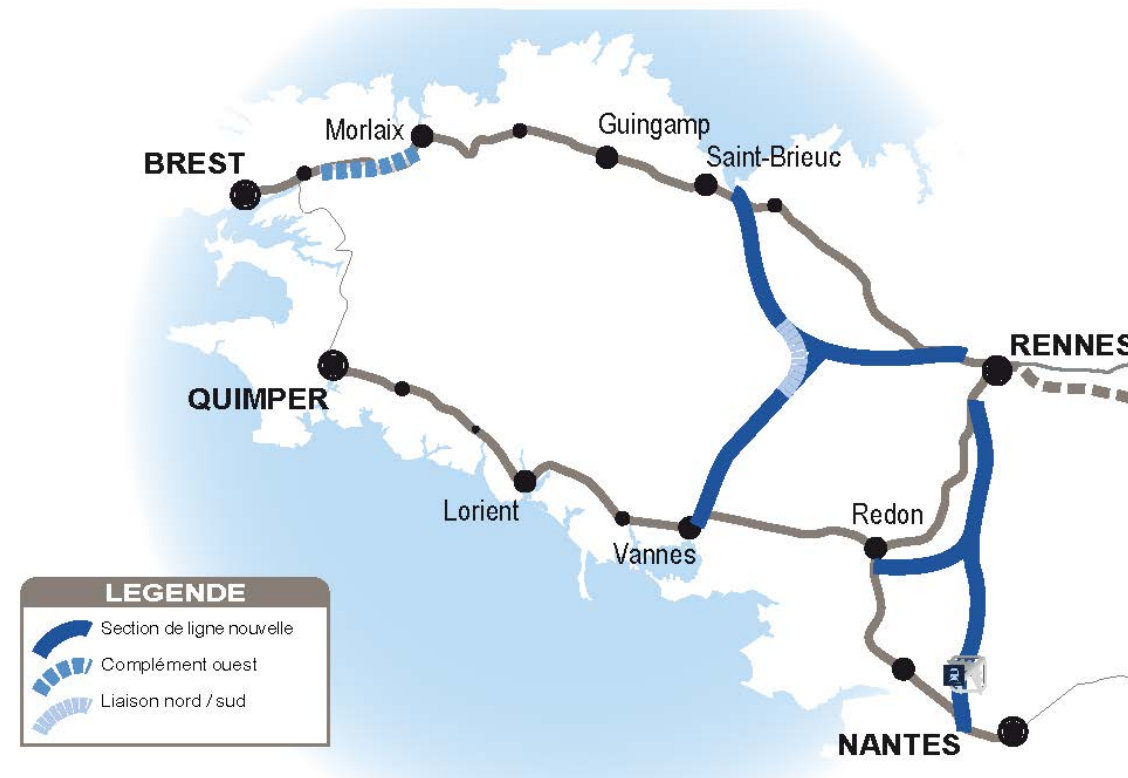 Morlaix
Guingamp
BREST
Saint-Brieuc
RENNES
QUIMPER
Lorient
Redon
Vannes
LEGENDE
Section de ligne nouvelle
Complément ouest
Liaison nord / sud
NANTES